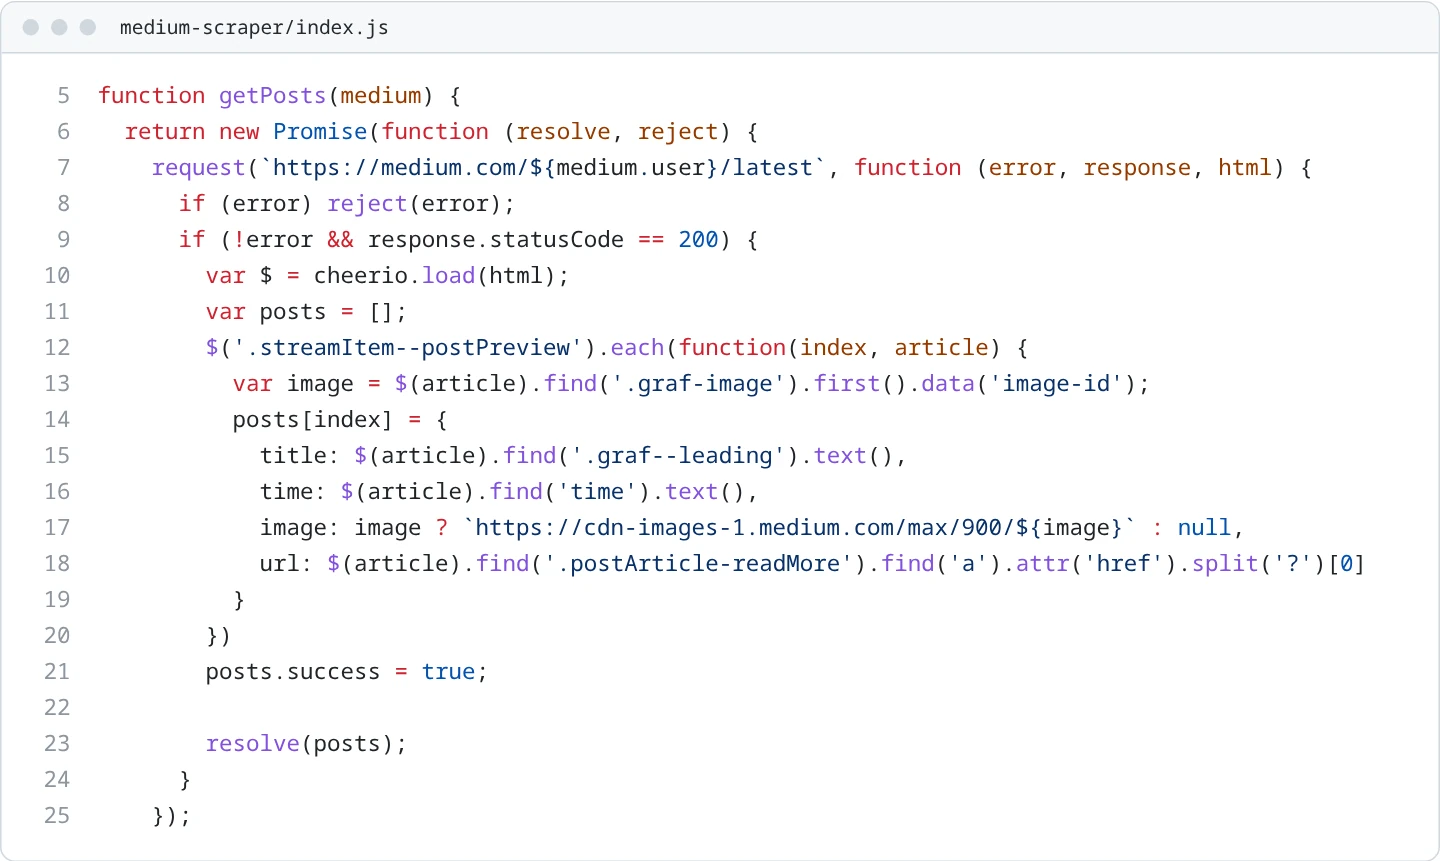 medium-scraper/index.js
5 function getPosts(medium) {
6   return new Promise(function (resolve, reject) {
7     request(`https://medium.com/${medium.user}/latest`, function (error, response, html) {
8       if (error) reject(error);
9       if (!error && response.statusCode == 200) {
10         var $ = cheerio.load(html);
11         var posts = [];
12         $('.streamItem--postPreview').each(function(index, article) {
13           var image = $(article).find('.graf-image').first().data('image-id');
14           posts[index] = {
15             title: $(article).find('.graf--leading').text(),
16             time: $(article).find('time').text(),
17             image: image ? `https://cdn-images-1.medium.com/max/900/${image}` : null,
18             url: $(article).find('.postArticle-readMore').find('a').attr('href').split('?')[0]
19           }
20         })
21         posts.success = true;
22
23         resolve(posts);
24       }
25     });